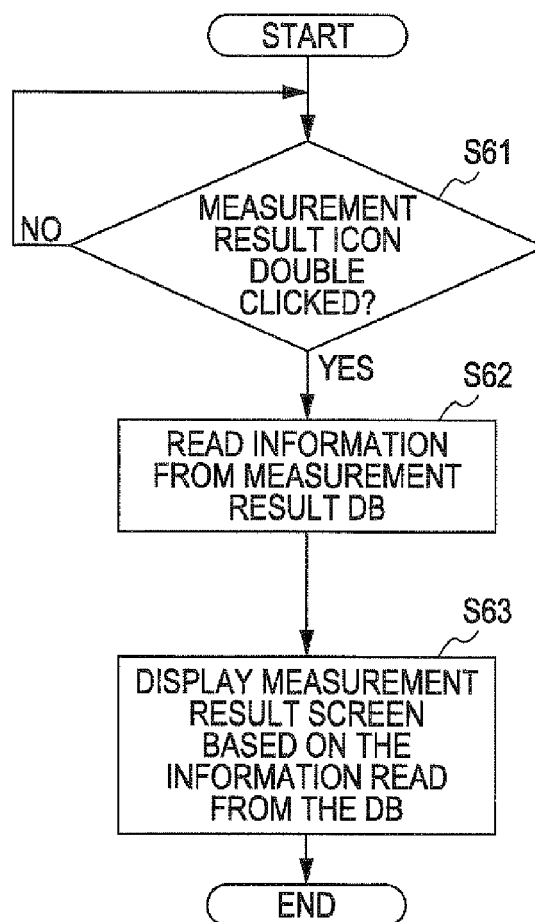 START
S61
MEASUREMENT
RESULT ICON
DOUBLE
CLICKED?
NO
YES
S62
READ INFORMATION
FROM MEASUREMENT
RESULT DB
S63
DISPLAY MEASUREMENT
RESULT SCREEN
BASED ON THE
INFORMATION READ
FROM THE DB
END